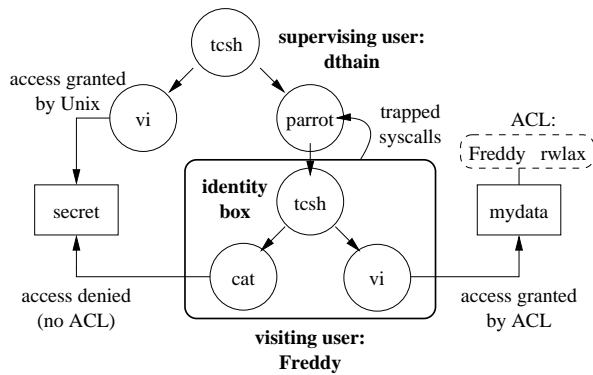 tcsh
supervising user:
dthain
access granted
by Unix
vi
parrot
trapped
syscalls
ACL:
Freddy rwlax
identity
box
tcsh
secret
mydata
cat
vi
access denied
(no ACL)
access granted
by ACL
visiting user:
Freddy